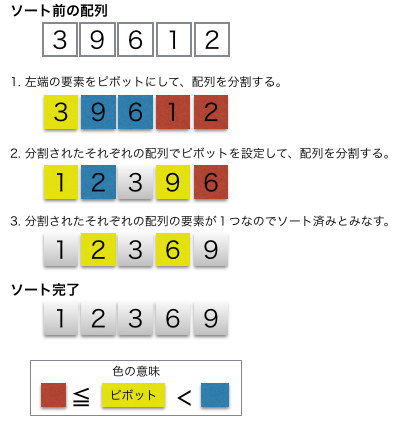 ソート前の配列
3 9 6 1 2
1. 左端の要素をピボットにして、配列を分割する。
3 9 6 1 2
2. 分割されたそれぞれの配列でピボットを設定して、配列を分割する。
1 2 3 9 6
3. 分割されたそれぞれの配列の要素が１つなのでソート済みとみなす。
1 2 3 6 9
ソート完了
1 2 3 6 9
色の意味
≦ ピボット <